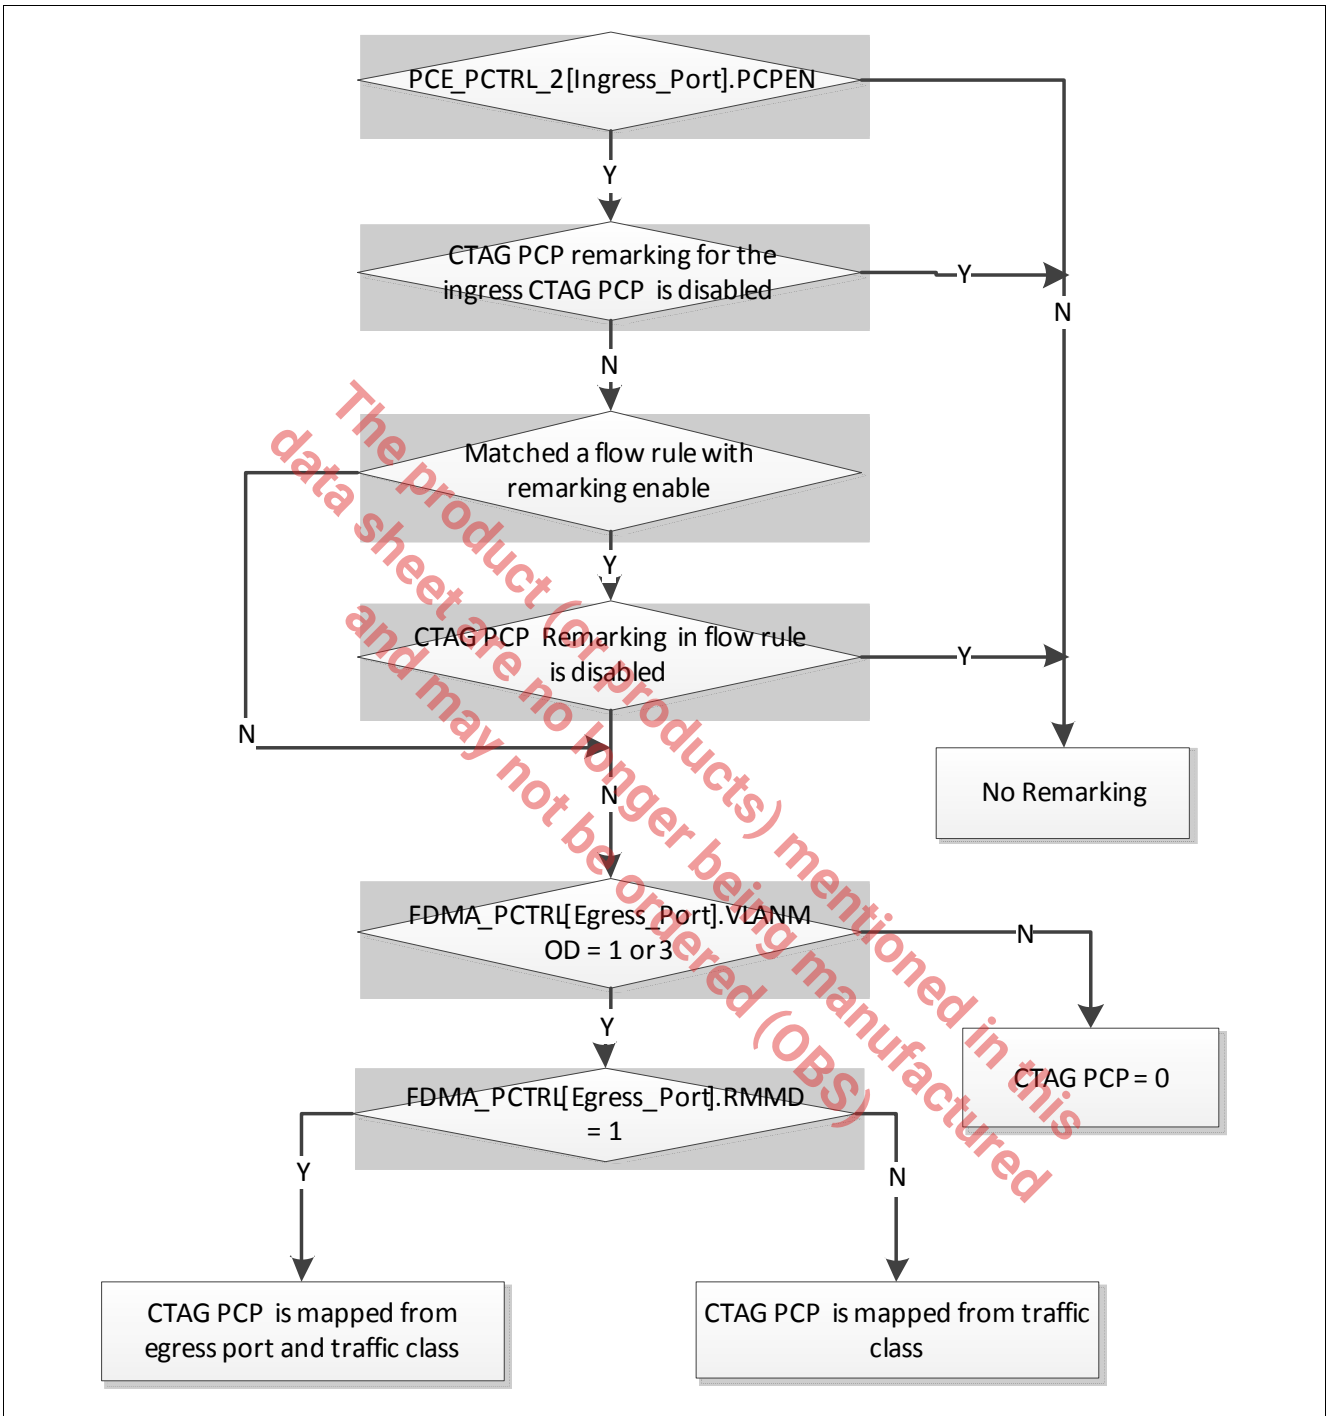 PCE_PCTRL_2[Ingress_Port].PCPEN
Y
CTAG PCP remarking for the
ingress CTAG PCP is disabled
Y
N
N
Matched a flow rule with
remarking enable
Y
CTAG PCP Remarking in flow rule
is disabled
Y
N
N
No Remarking
FDMA_PCTRL[Egress_Port].VLANM
OD = 1 or 3
N
Y
CTAG PCP = 0
FDMA_PCTRL[Egress_Port].RMMD
= 1
Y
N
CTAG PCP is mapped from
egress port and traffic class
CTAG PCP is mapped from traffic
class
The product (or products) mentioned in this
data sheet are no longer being manufactured
and may not be ordered (OBS)